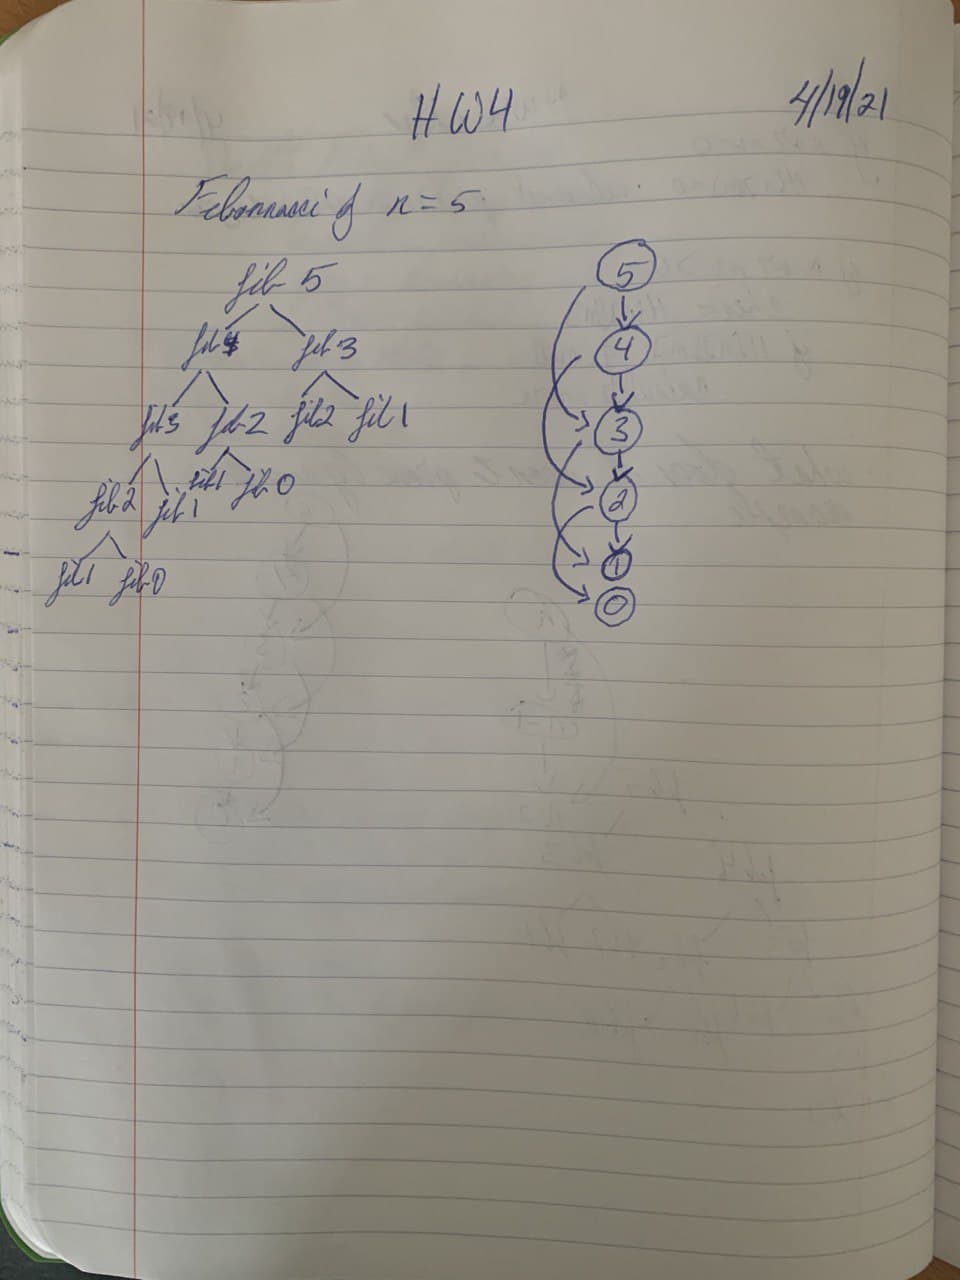 HW4 4/19/21
Fibonnacci of n = 5
fib 5
fib 4 fib 3
fib 3 fib 2 fib 2 fib 1
fib 2 fib 1 fib 1 fib 0
fib 1 fib 0
5
4
3
2
1
0